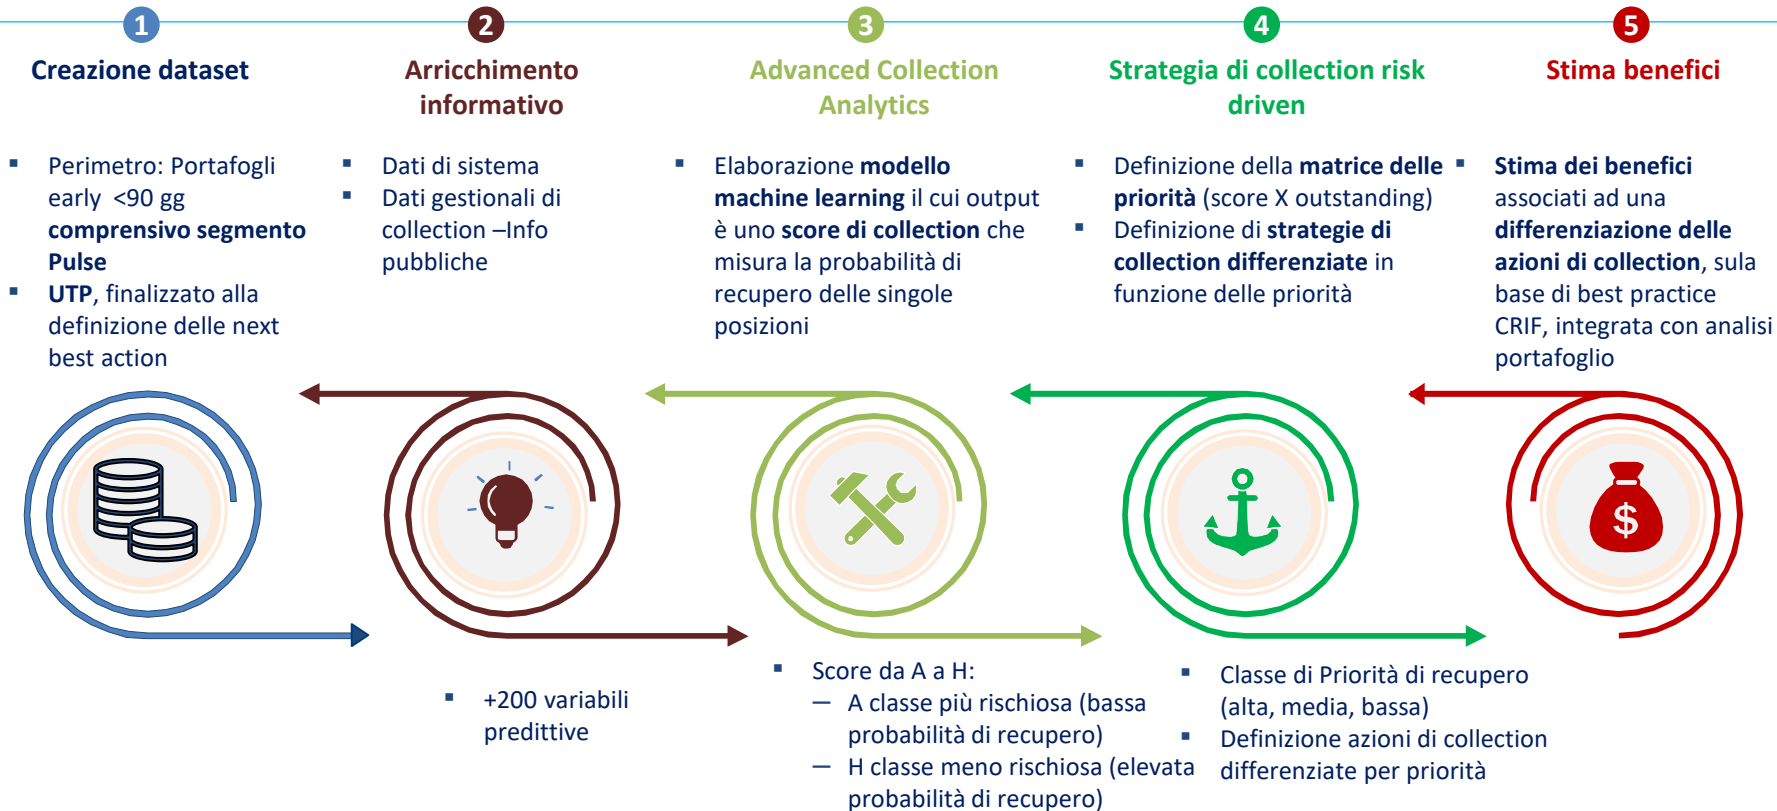 1
Creazione dataset
▪ Perimetro: Portafogli
early <90 gg
comprensivo segmento
Pulse
▪ UTP, finalizzato alla
definizione delle next
best action
2
Arricchimento
informativo
▪ Dati di sistema
▪ Dati gestionali di
collection –Info
pubbliche
3
Advanced Collection
Analytics
▪ Elaborazione modello
machine learning il cui output
è uno score di collection che
misura la probabilità di
recupero delle singole
posizioni
4
Strategia di collection risk
driven
▪ Definizione della matrice delle
priorità (score X outstanding)
▪ Definizione di strategie di
collection differenziate in
funzione delle priorità
5
Stima benefici
▪ Stima dei benefici
associati ad una
differenziazione delle
azioni di collection, sula
base di best practice
CRIF, integrata con analisi
portafoglio
$
▪ +200 variabili
predittive
▪ Score da A a H:
― A classe più rischiosa (bassa
probabilità di recupero)
― H classe meno rischiosa (elevata
probabilità di recupero)
▪ Classe di Priorità di recupero
(alta, media, bassa)
▪ Definizione azioni di collection
differenziate per priorità